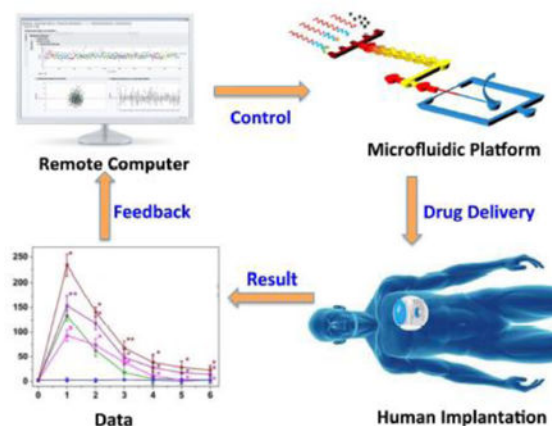 Remote Computer
Control
Microfluidic Platform
Feedback
Drug Delivery
Result
250
200
150
100
50
0
0 1 2 3 4 5 6
Data
Human Implantation